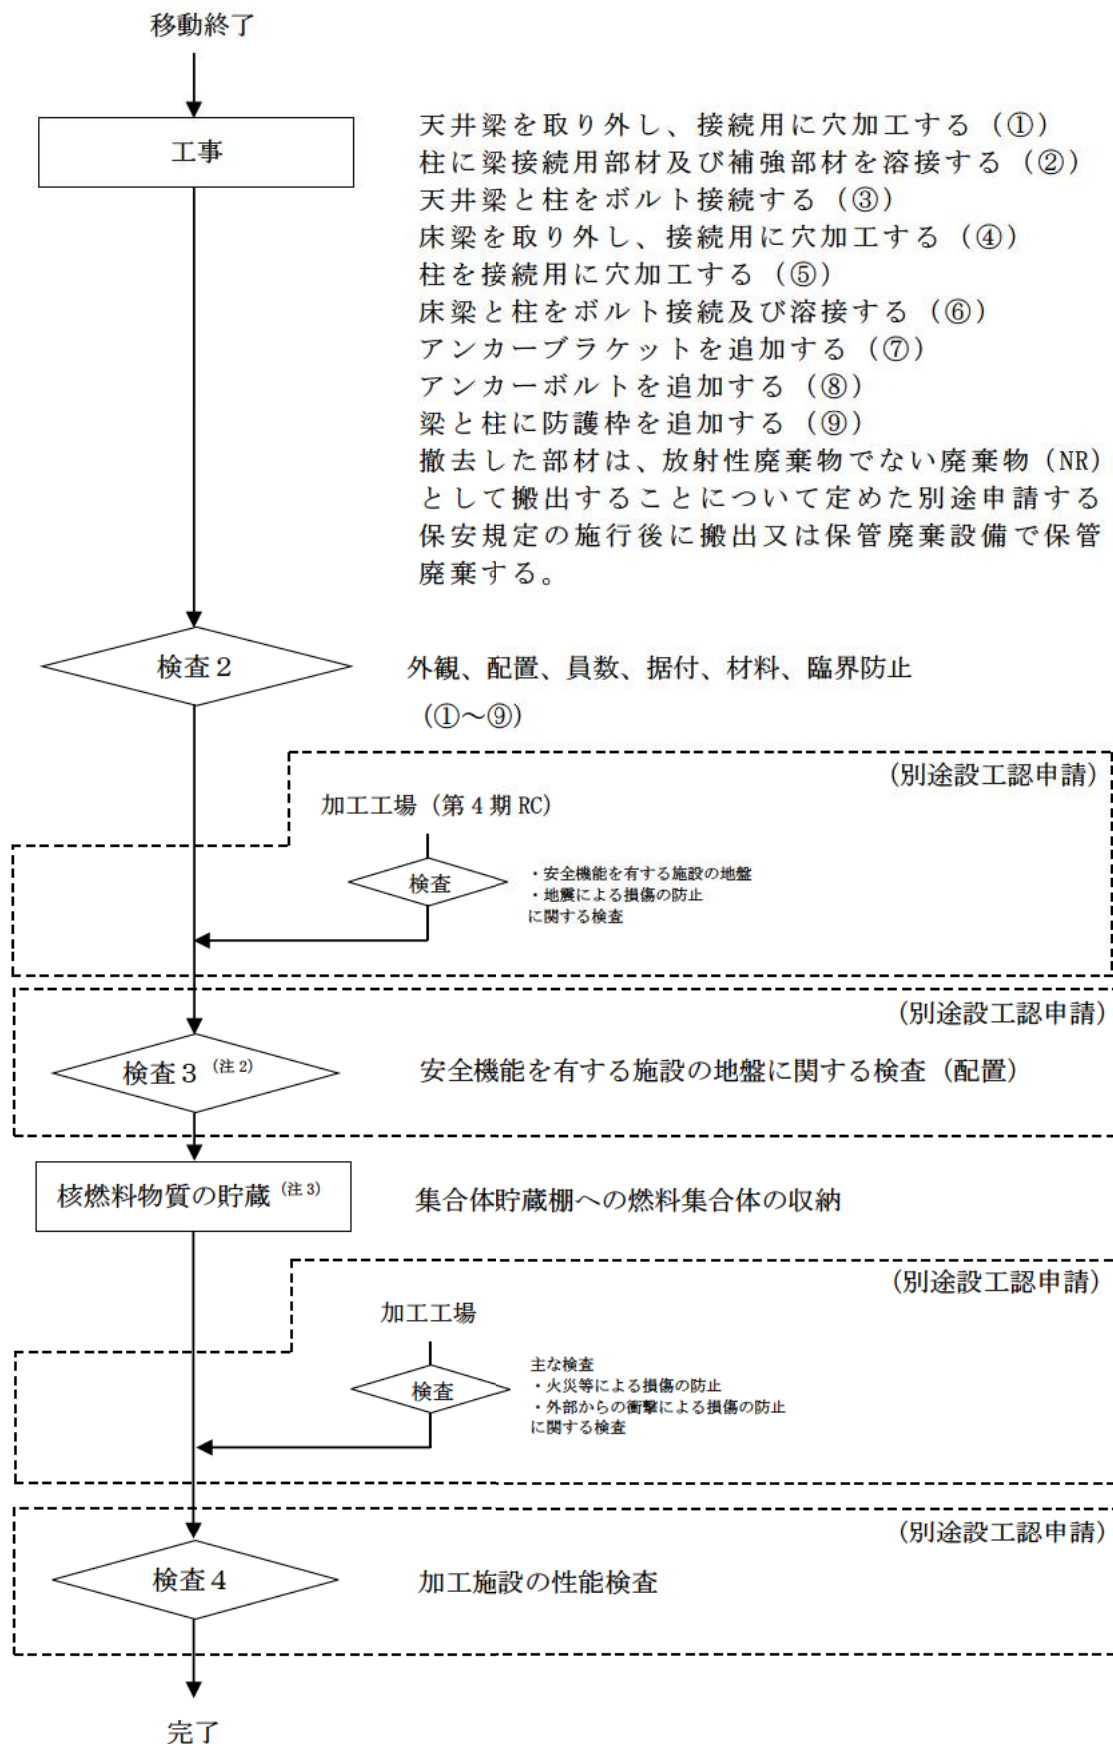 移動終了
工事
天井梁を取り外し、接続用に穴加工する（①）
柱に梁接続用部材及び補強部材を溶接する（②）
天井梁と柱をボルト接続する（③）
床梁を取り外し、接続用に穴加工する（④）
柱を接続用に穴加工する（⑤）
床梁と柱をボルト接続及び溶接する（⑥）
アンカーブラケットを追加する（⑦）
アンカーボルトを追加する（⑧）
梁と柱に防護枠を追加する（⑨）
撤去した部材は、放射性廃棄物でない廃棄物（NR）
として搬出することについて定めた別途申請する
保安規定の施行後に搬出又は保管廃棄設備で保管
廃棄する。
検査２
外観、配置、員数、据付、材料、臨界防止
（①～⑨）
（別途設工認申請）
加工工場（第４期 RC）
検査
・安全機能を有する施設の地盤
・地震による損傷の防止
に関する検査
（別途設工認申請）
検査３（注 2）
安全機能を有する施設の地盤に関する検査（配置）
核燃料物質の貯蔵（注 3）
集合体貯蔵棚への燃料集合体の収納
（別途設工認申請）
加工工場
検査
主な検査
・火災等による損傷の防止
・外部からの衝撃による損傷の防止
に関する検査
（別途設工認申請）
検査４
加工施設の性能検査
完了